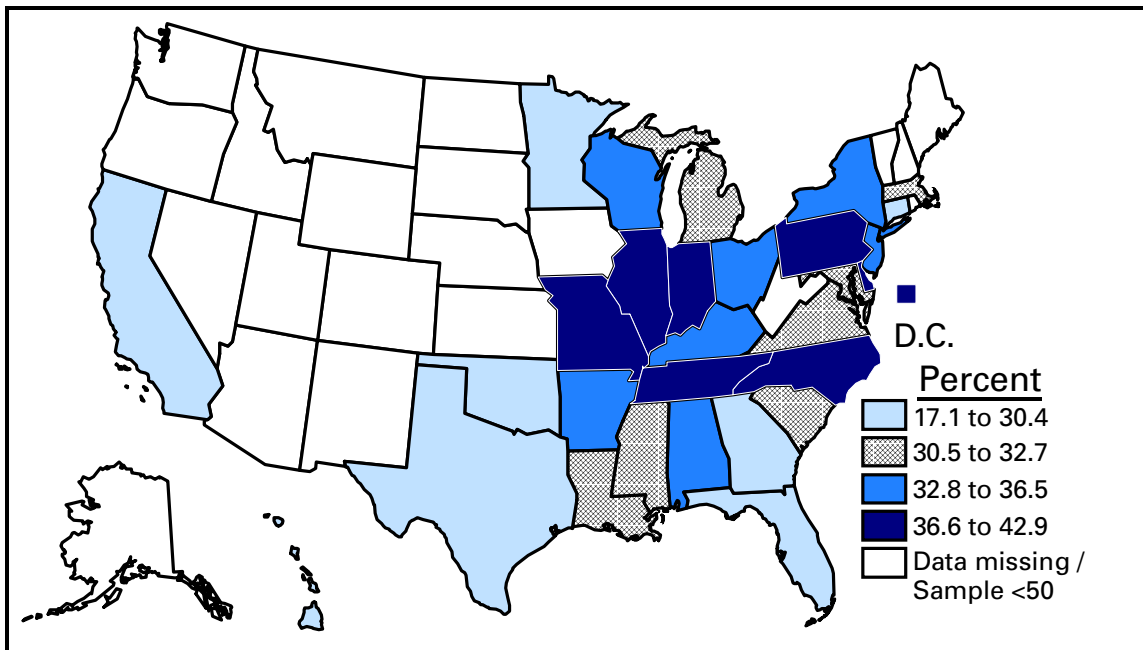 D.C.
Percent
17.1 to 30.4
30.5 to 32.7
32.8 to 36.5
36.6 to 42.9
Data missing /
Sample <50